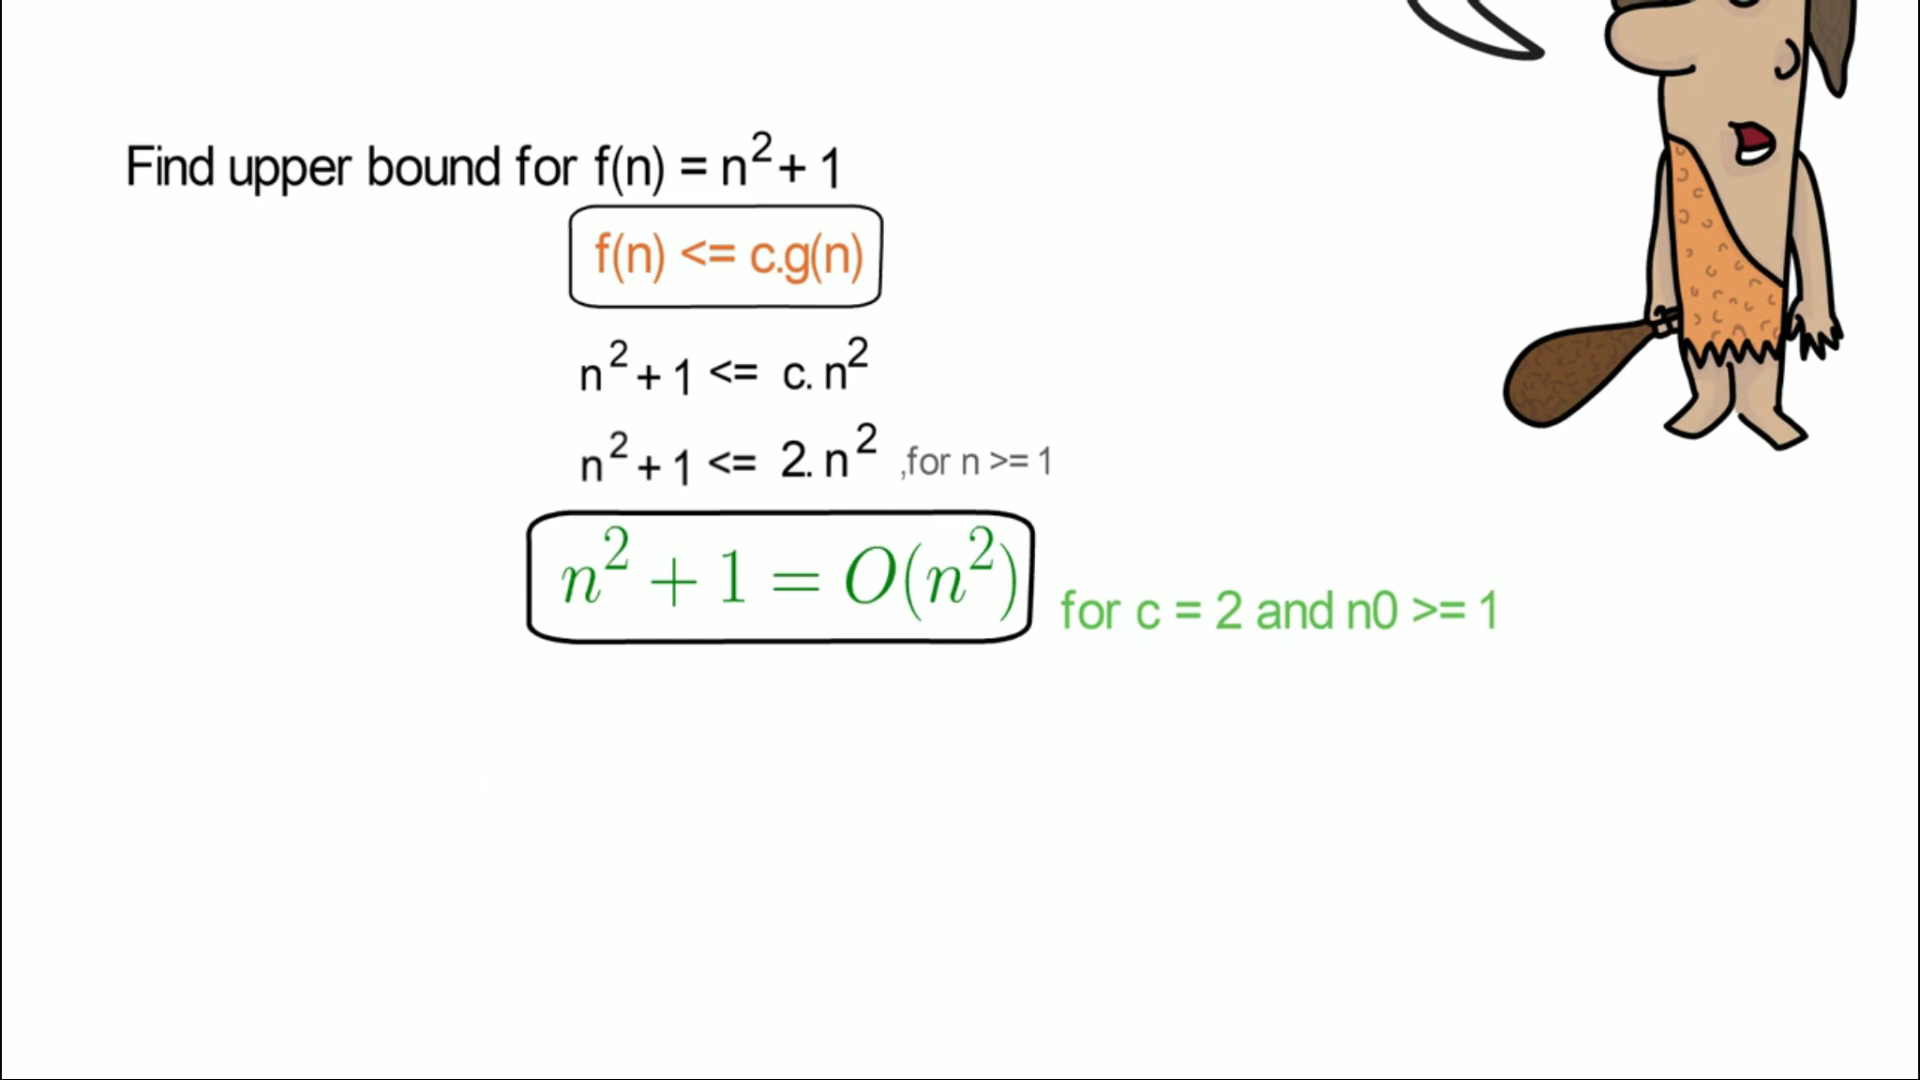 Find upper bound for f(n) = n² + 1
f(n) <= c.g(n)
n² + 1 <= c. n²
n² + 1 <= 2. n² ,for n >= 1
n² + 1 = O(n²) for c = 2 and n0 >= 1